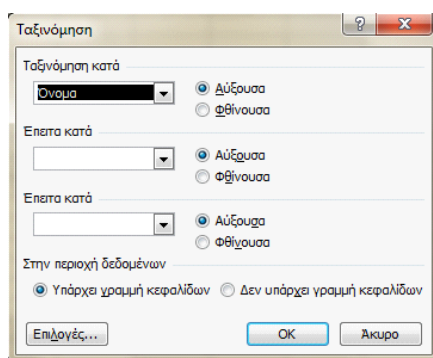 Ταξινόμηση
Ταξινόμηση κατά
Όνομα
Αύξουσα
Φθίνουσα
Έπειτα κατά
Αύξουσα
Φθίνουσα
Έπειτα κατά
Αύξουσα
Φθίνουσα
Στην περιοχή δεδομένων
Υπάρχει γραμμή κεφαλίδων Δεν υπάρχει γραμμή κεφαλίδων
Επιλογές... OK Άκυρο